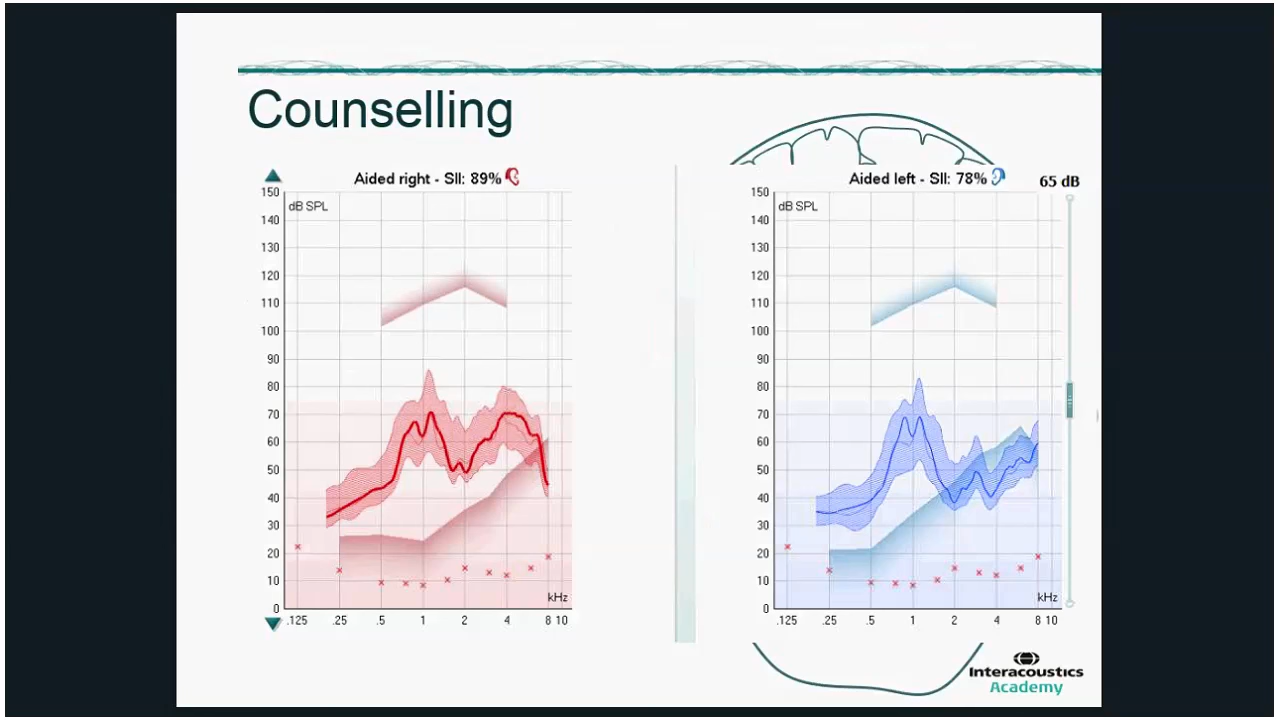 Counselling
Aided right - SII: 89%
150
dB SPL
140
130
120
110
100
90
80
70
60
50
40
30
20
10
0
kHz
.125 .25 .5 1 2 4 8 10
Aided left - SII: 78%
65 dB
150
dB SPL
140
130
120
110
100
90
80
70
60
50
40
30
20
10
0
kHz
.125 .25 .5 1 2 4 8 10
Interacoustics
Academy